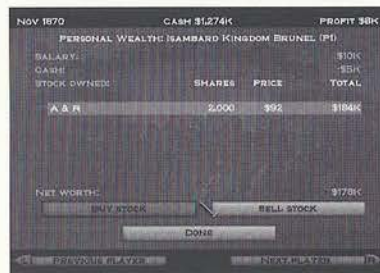 Nov 1870 Cash $1,274K Profit $8K
Personal Wealth: Isambard Kingdom Brunel (P1)
Salary: $10K
Cash: -$5K
Stock Owned: Shares Price Total
A & R 2,000 $92 $184K
Net Worth: $178K
Buy Stock Sell Stock
Done
Previous Player Next Player